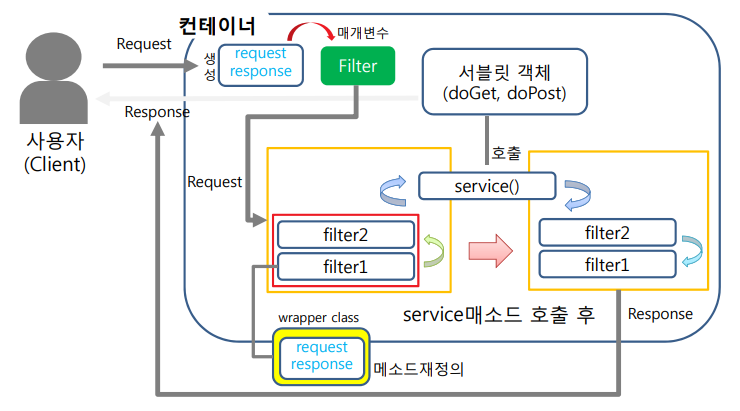 컨테이너
Request
생
성
request
response
매개변수
Filter
서블릿 객체
(doGet, doPost)
Response
사용자
(Client)
호출
Request
service()
filter2
filter1
filter2
filter1
service매소드 호출 후
Response
wrapper class
request
response
메소드재정의